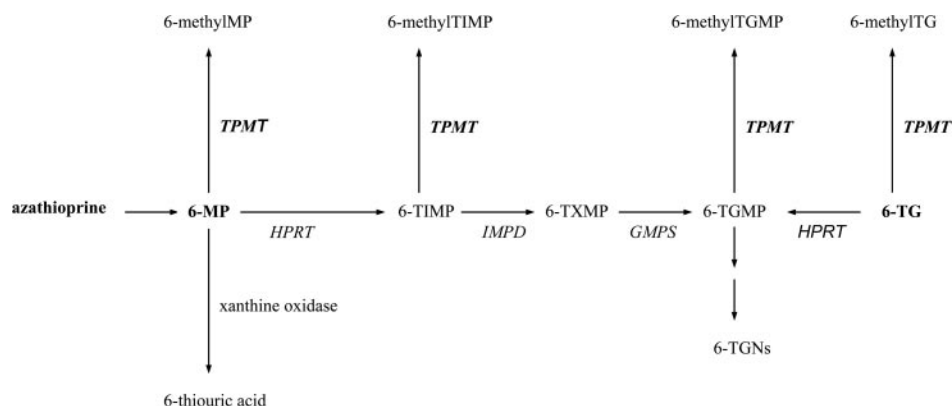 6-methylMP 6-methylTIMP 6-methylTGMP 6-methylTG
TPMT TPMT TPMT TPMT
azathioprine 6-MP 6-TIMP 6-TXMP 6-TGMP 6-TG
HPRT IMPD GMPS HPRT
xanthine oxidase
6-TGNs
6-thiouric acid